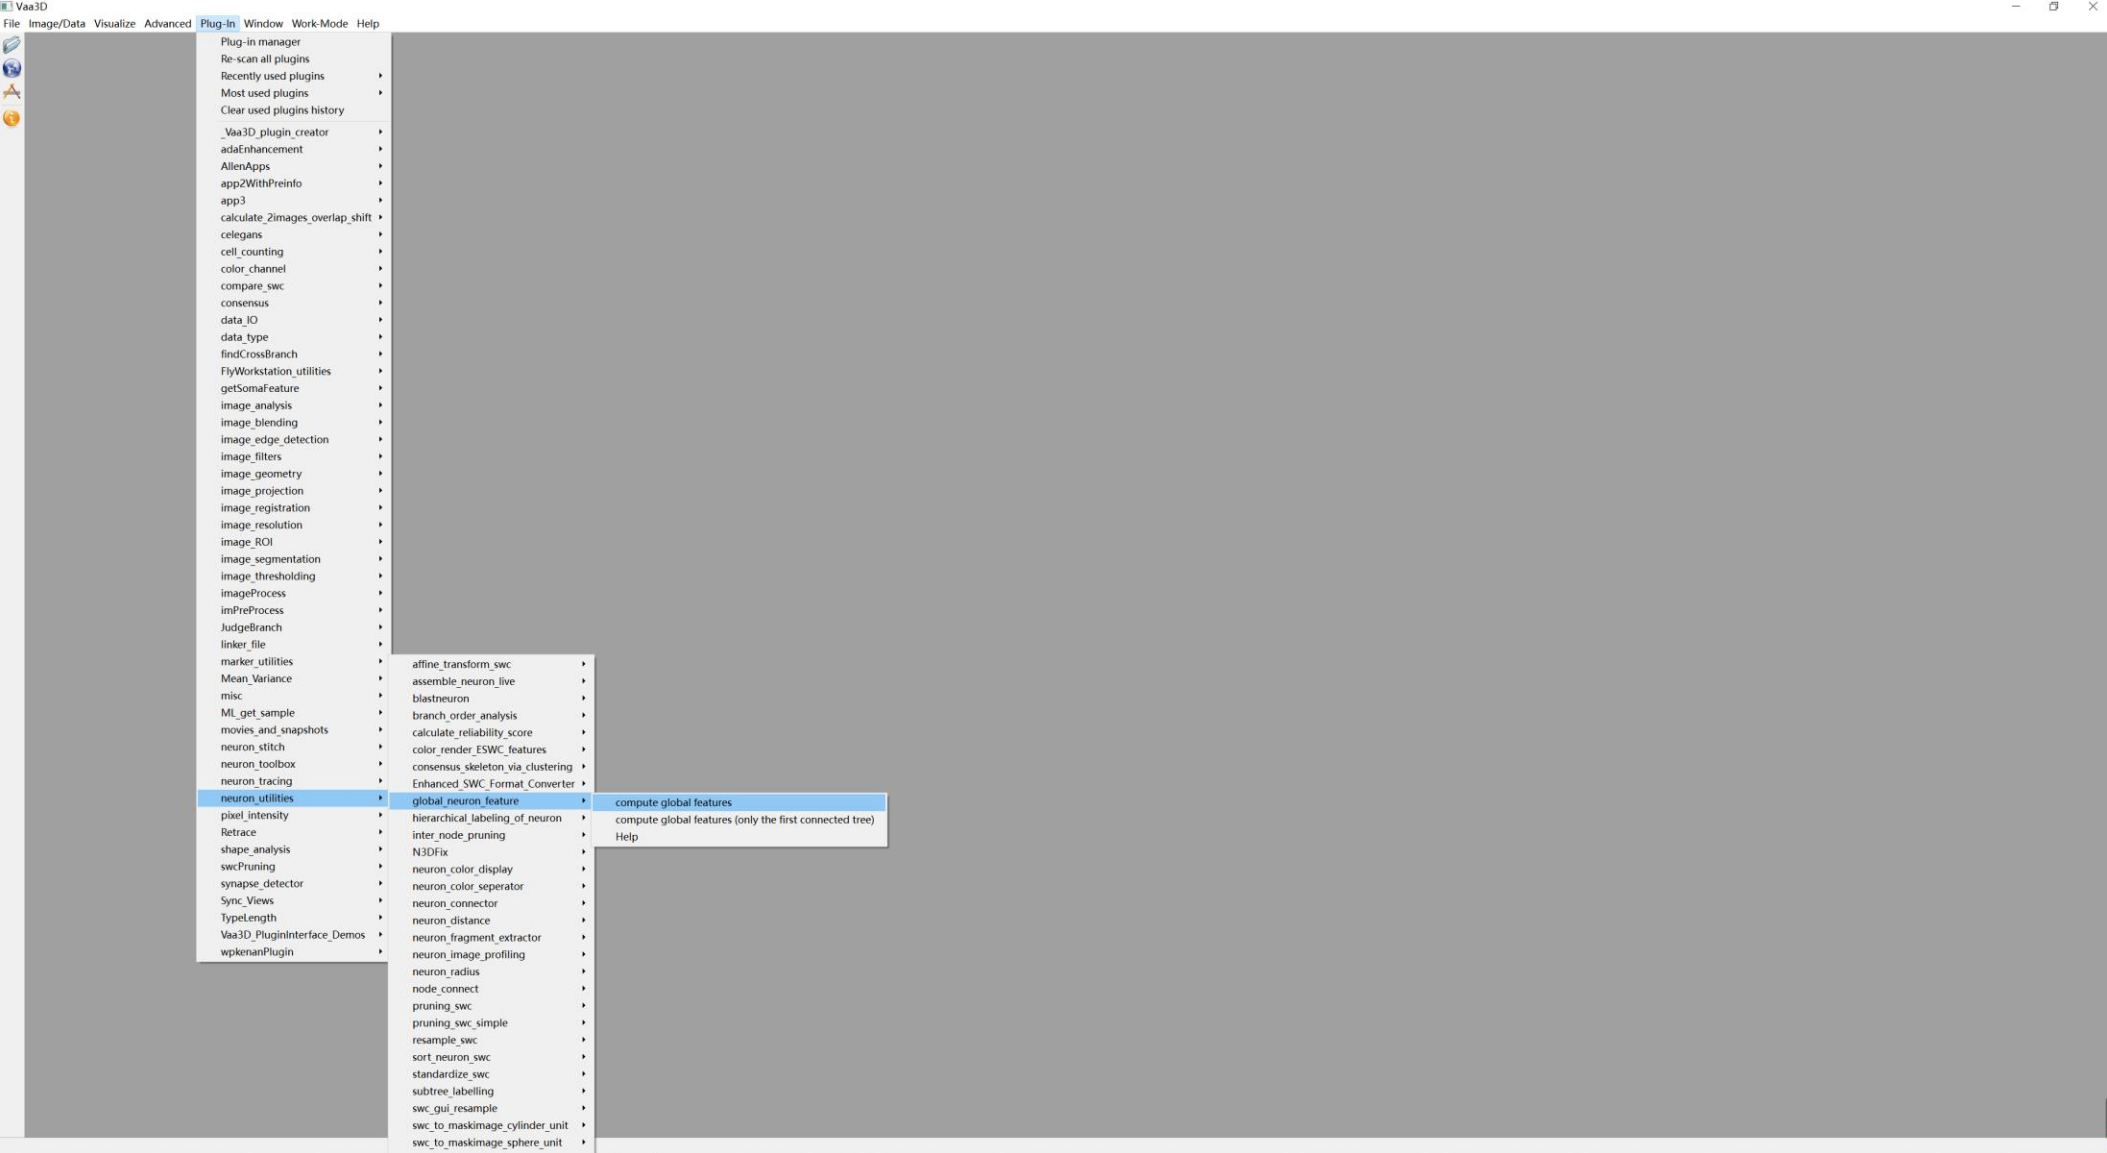 Vaa3D
File Image/Data Visualize Advanced Plug-In Window Work-Mode Help
Plug-in manager
Re-scan all plugins
Recently used plugins
Most used plugins
Clear used plugins history
_Vaa3D_plugin_creator
adaEnhancement
AllenApps
app2WithPreinfo
app3
calculate_2images_overlap_shift
celegans
cell_counting
color_channel
compare_swc
consensus
data_IO
data_type
findCrossBranch
FlyWorkstation_utilities
getSomaFeature
image_analysis
image_blending
image_edge_detection
image_filters
image_geometry
image_projection
image_registration
image_resolution
image_ROI
image_segmentation
image_thresholding
imageProcess
imPreProcess
JudgeBranch
linker_file
marker_utilities
Mean_Variance
misc
ML_get_sample
movies_and_snapshots
neuron_stitch
neuron_toolbox
neuron_tracing
neuron_utilities
pixel_intensity
Retrace
shape_analysis
swcPruning
synapse_detector
Sync_Views
TypeLength
Vaa3D_PluginInterface_Demos
wpkenanPlugin
affine_transform_swc
assemble_neuron_live
blastneuron
branch_order_analysis
calculate_reliability_score
color_render_ESWC_features
consensus_skeleton_via_clustering
Enhanced_SWC_Format_Converter
global_neuron_feature
hierarchical_labeling_of_neuron
inter_node_pruning
N3DFix
neuron_color_display
neuron_color_seperator
neuron_connector
neuron_distance
neuron_fragment_extractor
neuron_image_profiling
neuron_radius
node_connect
pruning_swc
pruning_swc_simple
resample_swc
sort_neuron_swc
standardize_swc
subtree_labelling
swc_gui_resample
swc_to_maskimage_cylinder_unit
swc_to_maskimage_sphere_unit
compute global features
compute global features (only the first connected tree)
Help